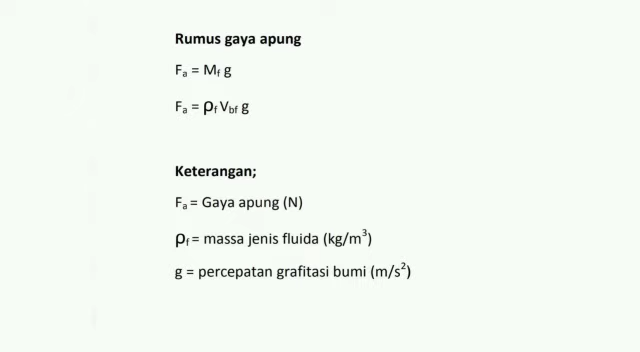 Rumus gaya apung
Fₐ = Mf g
Fₐ = ρf Vbf g
Keterangan;
Fₐ = Gaya apung (N)
ρf = massa jenis fluida (kg/m³)
g = percepatan grafitasi bumi (m/s²)